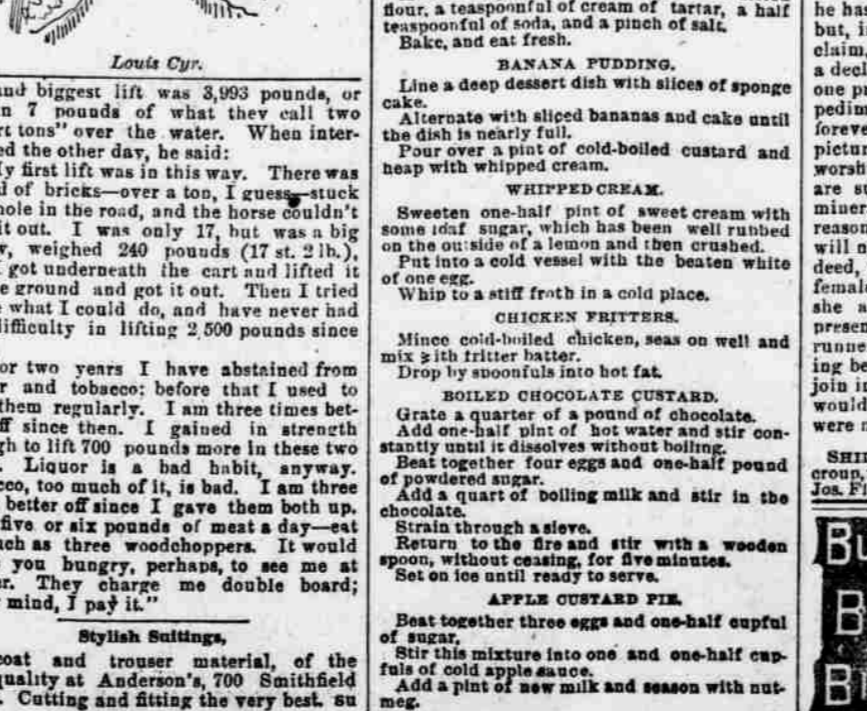 Louis Cyr.
and biggest lift was 3,993 pounds, or
n 7 pounds of what they call two
rt tons" over the water. When inter-
ed the other day, he said:
ly first lift was in this way. There was
d of bricks—over a ton, I guess—stuck
hole in the road, and the horse couldn't
it out. I was only 17, but was a big
w, weighed 240 pounds (17 st. 2 lb.),
got underneath the cart and lifted it
e ground and got it out. Then I tried
e what I could do, and have never had
ifficulty in lifting 2,500 pounds since
or two years I have abstained from
r and tobacco: before that I used to
them regularly. I am three times bet-
ff since then. I gained in strength
gh to lift 700 pounds more in these two
. Liquor is a bad habit, anyway.
cco, too much of it, is bad. I am three
better off since I gave them both up.
five or six pounds of meat a day—eat
uch as three woodchoppers. It would
you hungry, perhaps, to see me at
er. They charge me double board;
mind, I pay it."
Stylish Suitings,
coat and trouser material, of the
quality at Anderson's, 700 Smithfield
. Cutting and fitting the very best. su
flour, a teaspoonful of cream of tartar, a half
teaspoonful of soda, and a pinch of salt.
Bake, and eat fresh.
BANANA PUDDING.
Line a deep dessert dish with slices of sponge
cake.
Alternate with sliced bananas and cake until
the dish is nearly full.
Pour over a pint of cold-boiled custard and
heap with whipped cream.
WHIPPED CREAM.
Sweeten one-half pint of sweet cream with
some loaf sugar, which has been well rubbed
on the outside of a lemon and then crushed.
Put into a cold vessel with the beaten white
of one egg.
Whip to a stiff froth in a cold place.
CHICKEN FRITTERS.
Mince cold-boiled chicken, seas on well and
mix with fritter batter.
Drop by spoonfuls into hot fat.
BOILED CHOCOLATE CUSTARD.
Grate a quarter of a pound of chocolate.
Add one-half pint of hot water and stir con-
stantly until it dissolves without boiling.
Beat together four eggs and one-half pound
of powdered sugar.
Add a quart of boiling milk and stir in the
chocolate.
Strain through a sieve.
Return to the fire and stir with a wooden
spoon, without ceasing, for five minutes.
Set on ice until ready to serve.
APPLE CUSTARD PIE.
Beat together three eggs and one-half cupful
of sugar.
Stir this mixture into one and one-half cup-
fuls of cold apple sauce.
Add a pint of new milk and season with nut-
meg.
he has
but, i
claim,
a decl
one pr
pedin
foreve
pictur
worsh
are su
miner
reason
will n
deed,
female
she a
presen
runne
ing be
join in
would
were n
SHIL
croup,
Jos. Fl
BU
B
BI